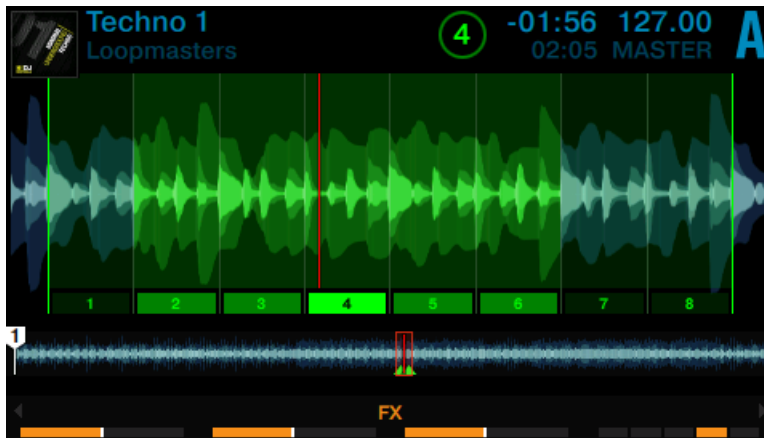 Techno 1
Loopmasters
4
-01:56 127.00 A
02:05 MASTER
1 2 3 4 5 6 7 8
1
FX